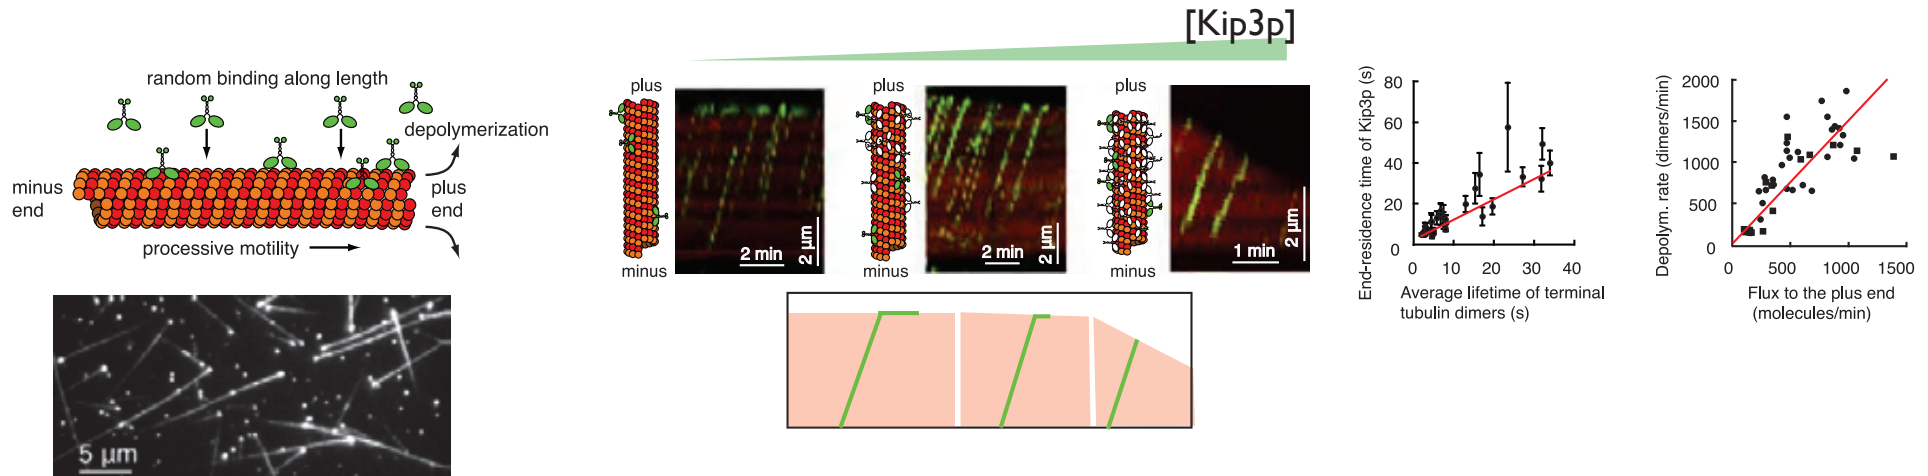 random binding along length
depolymerization
minus
end
plus
end
processive motility
5 µm
[Kip3p]
plus
minus
2 min
2 µm
plus
minus
2 min
2 µm
plus
minus
1 min
2 µm
End-residence time of Kip3p (s)
80
60
40
20
0
0 10 20 30 40
Average lifetime of terminal
tubulin dimers (s)
Depolym. rate (dimers/min)
2000
1500
1000
500
0
0 500 1000 1500
Flux to the plus end
(molecules/min)